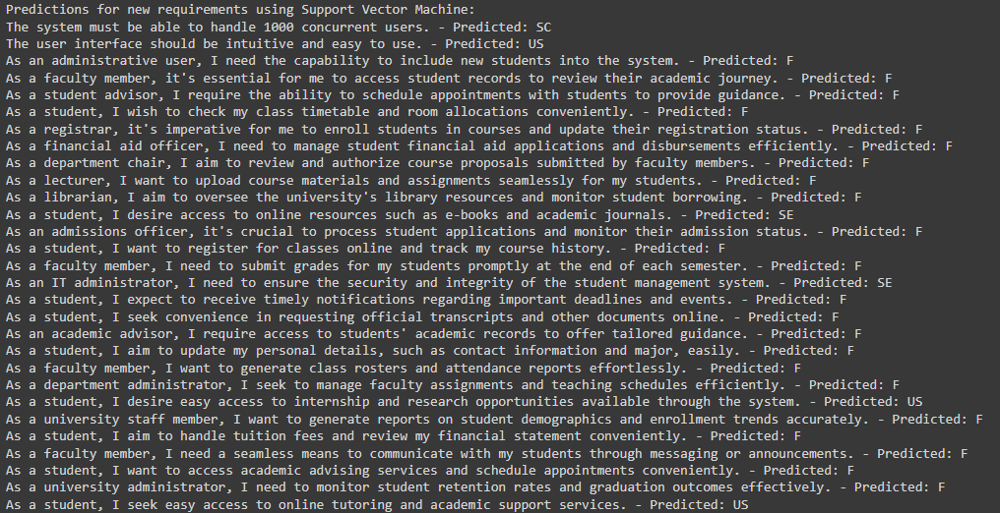 Predictions for new requirements using Support Vector Machine:
The system must be able to handle 1000 concurrent users. - Predicted: SC
The user interface should be intuitive and easy to use. - Predicted: US
As an administrative user, I need the capability to include new students into the system. - Predicted: F
As a faculty member, it's essential for me to access student records to review their academic journey. - Predicted: F
As a student advisor, I require the ability to schedule appointments with students to provide guidance. - Predicted: F
As a student, I wish to check my class timetable and room allocations conveniently. - Predicted: F
As a registrar, it's imperative for me to enroll students in courses and update their registration status. - Predicted: F
As a financial aid officer, I need to manage student financial aid applications and disbursements efficiently. - Predicted: F
As a department chair, I aim to review and authorize course proposals submitted by faculty members. - Predicted: F
As a lecturer, I want to upload course materials and assignments seamlessly for my students. - Predicted: F
As a librarian, I aim to oversee the university's library resources and monitor student borrowing. - Predicted: F
As a student, I desire access to online resources such as e-books and academic journals. - Predicted: SE
As an admissions officer, it's crucial to process student applications and monitor their admission status. - Predicted: F
As a student, I want to register for classes online and track my course history. - Predicted: F
As a faculty member, I need to submit grades for my students promptly at the end of each semester. - Predicted: F
As an IT administrator, I need to ensure the security and integrity of the student management system. - Predicted: SE
As a student, I expect to receive timely notifications regarding important deadlines and events. - Predicted: F
As a student, I seek convenience in requesting official transcripts and other documents online. - Predicted: F
As an academic advisor, I require access to students' academic records to offer tailored guidance. - Predicted: F
As a student, I aim to update my personal details, such as contact information and major, easily. - Predicted: F
As a faculty member, I want to generate class rosters and attendance reports effortlessly. - Predicted: F
As a department administrator, I seek to manage faculty assignments and teaching schedules efficiently. - Predicted: F
As a student, I desire easy access to internship and research opportunities available through the system. - Predicted: US
As a university staff member, I want to generate reports on student demographics and enrollment trends accurately. - Predicted: F
As a student, I aim to handle tuition fees and review my financial statement conveniently. - Predicted: F
As a faculty member, I need a seamless means to communicate with my students through messaging or announcements. - Predicted: F
As a student, I want to access academic advising services and schedule appointments conveniently. - Predicted: F
As a university administrator, I need to monitor student retention rates and graduation outcomes effectively. - Predicted: F
As a student, I seek easy access to online tutoring and academic support services. - Predicted: US